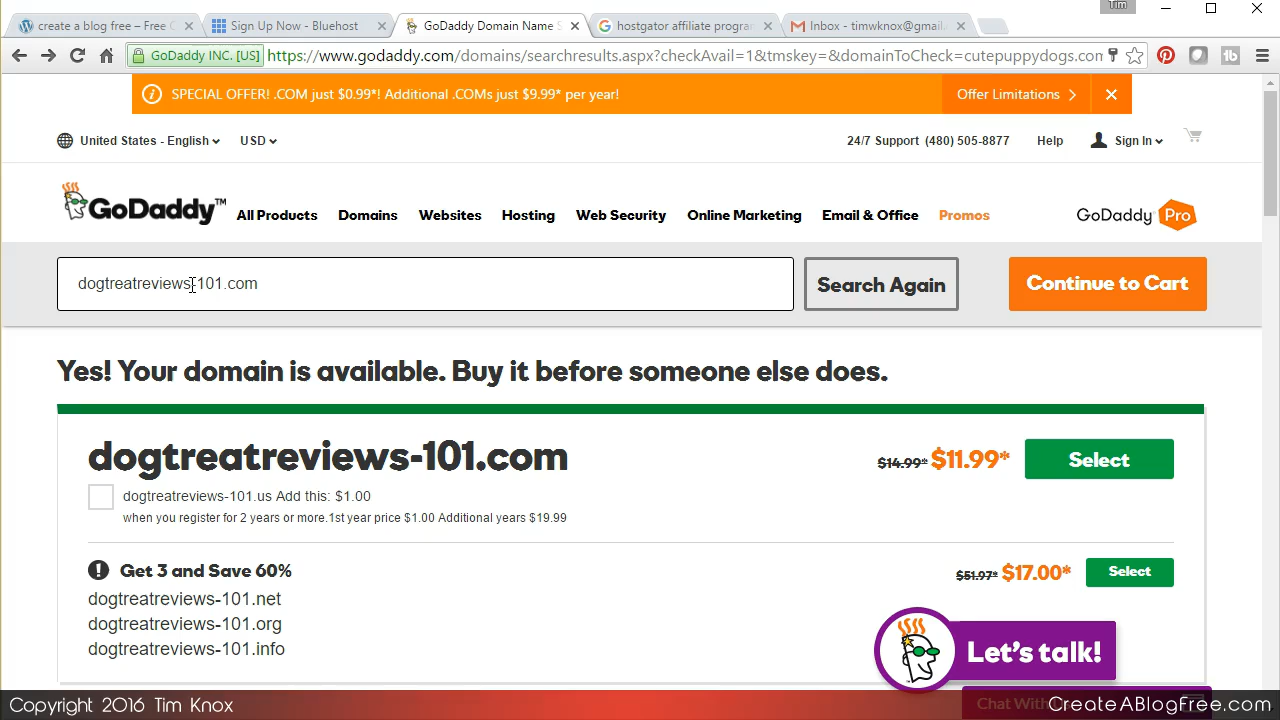 Tim
create a blog free – Free C
Sign Up Now - Bluehost
GoDaddy Domain Name S
hostgator affiliate program
Inbox - timwknox@gmail.
GoDaddy INC. [US]
https://www.godaddy.com/domains/searchresults.aspx?checkAvail=1&tmskey=&domainToCheck=cutepuppydogs.com
SPECIAL OFFER! .COM just $0.99*! Additional .COMs just $9.99* per year!
Offer Limitations
United States - English
USD
24/7 Support (480) 505-8877
Help
Sign In
GoDaddy™
All Products
Domains
Websites
Hosting
Web Security
Online Marketing
Email & Office
Promos
GoDaddy Pro
dogtreatreviews-101.com
Search Again
Continue to Cart
Yes! Your domain is available. Buy it before someone else does.
dogtreatreviews-101.com
$14.99* $11.99*
Select
dogtreatreviews-101.us Add this: $1.00
when you register for 2 years or more.1st year price $1.00 Additional years $19.99
Get 3 and Save 60%
$51.97* $17.00*
Select
dogtreatreviews-101.net
dogtreatreviews-101.org
dogtreatreviews-101.info
Let's talk!
Chat With
Copyright 2016 Tim Knox
CreateABlogFree.com